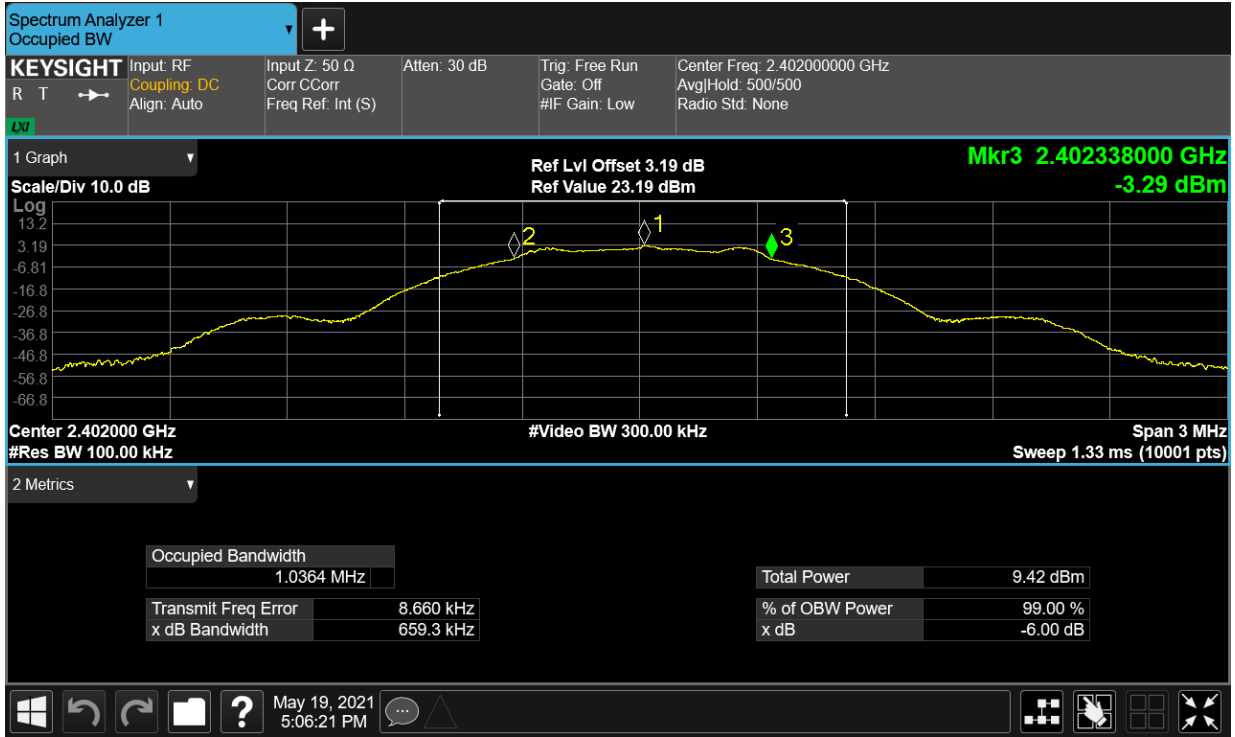 Spectrum Analyzer 1
Occupied BW
KEYSIGHT
R T
LXI
Input: RF
Coupling: DC
Align: Auto
Input Z: 50 Ω
Corr CCorr
Freq Ref: Int (S)
Atten: 30 dB
Trig: Free Run
Gate: Off
#IF Gain: Low
Center Freq: 2.402000000 GHz
Avg|Hold: 500/500
Radio Std: None
1 Graph
Scale/Div 10.0 dB
Ref Lvl Offset 3.19 dB
Ref Value 23.19 dBm
Mkr3 2.402338000 GHz
-3.29 dBm
Log
13.2
3.19
-6.81
-16.8
-26.8
-36.8
-46.8
-56.8
-66.8
2
1
3
Center 2.402000 GHz
#Res BW 100.00 kHz
#Video BW 300.00 kHz
Span 3 MHz
Sweep 1.33 ms (10001 pts)
2 Metrics
Occupied Bandwidth
1.0364 MHz
Transmit Freq Error 8.660 kHz
x dB Bandwidth 659.3 kHz
Total Power 9.42 dBm
% of OBW Power 99.00 %
x dB -6.00 dB
?
May 19, 2021
5:06:21 PM